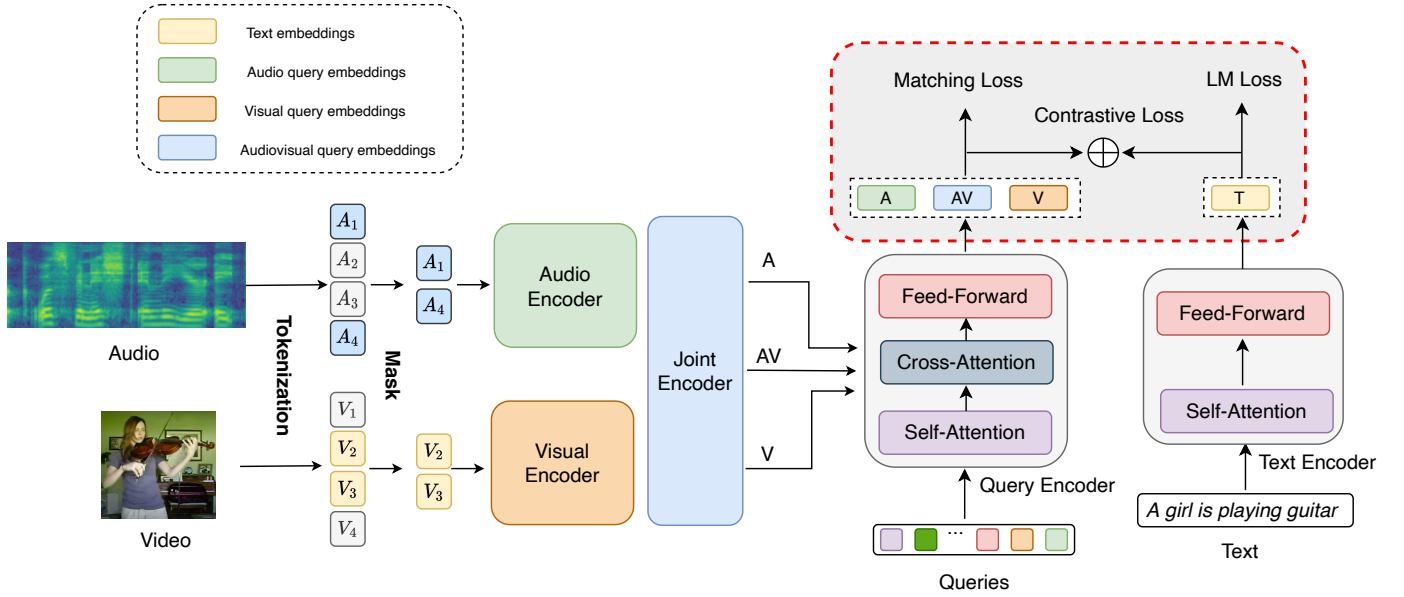 Text embeddings
Audio query embeddings
Visual query embeddings
Audiovisual query embeddings
Matching Loss
LM Loss
Contrastive Loss
A
AV
V
T
A1
A2
A3
A4
A1
A4
Audio
Encoder
Audio
Tokenization
Mask
Joint
Encoder
A
AV
V
V1
V2
V3
V4
V2
V3
Visual
Encoder
Video
Feed-Forward
Cross-Attention
Self-Attention
Query Encoder
...
Queries
Feed-Forward
Self-Attention
Text Encoder
A girl is playing guitar
Text